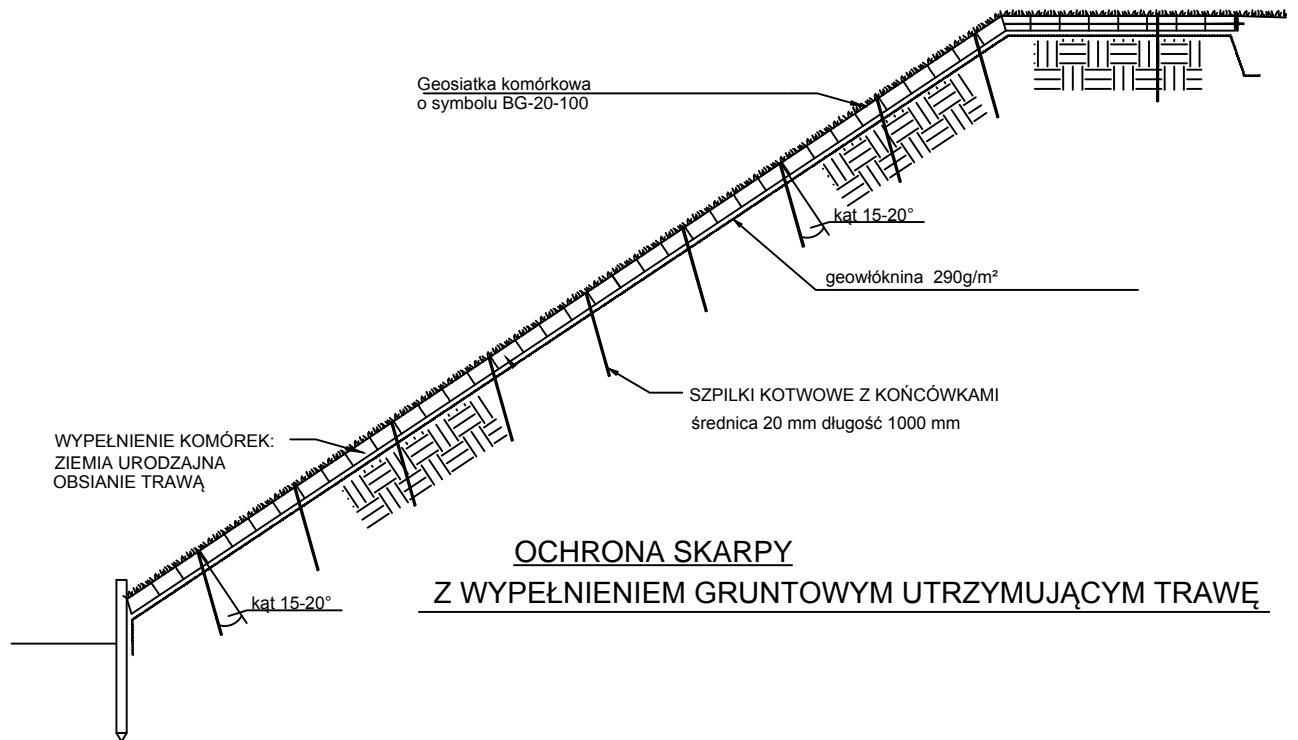 Geosiatka komórkowa
o symbolu BG-20-100
kąt 15-20°
geowłóknina 290g/m²
SZPILKI KOTWOWE Z KOŃCÓWKAMI
średnica 20 mm długość 1000 mm
WYPEŁNIENIE KOMÓREK:
ZIEMIA URODZAJNA
OBSIANIE TRAWĄ
OCHRONA SKARPY
Z WYPEŁNIENIEM GRUNTOWYM UTRZYMUJĄCYM TRAWĘ
kąt 15-20°